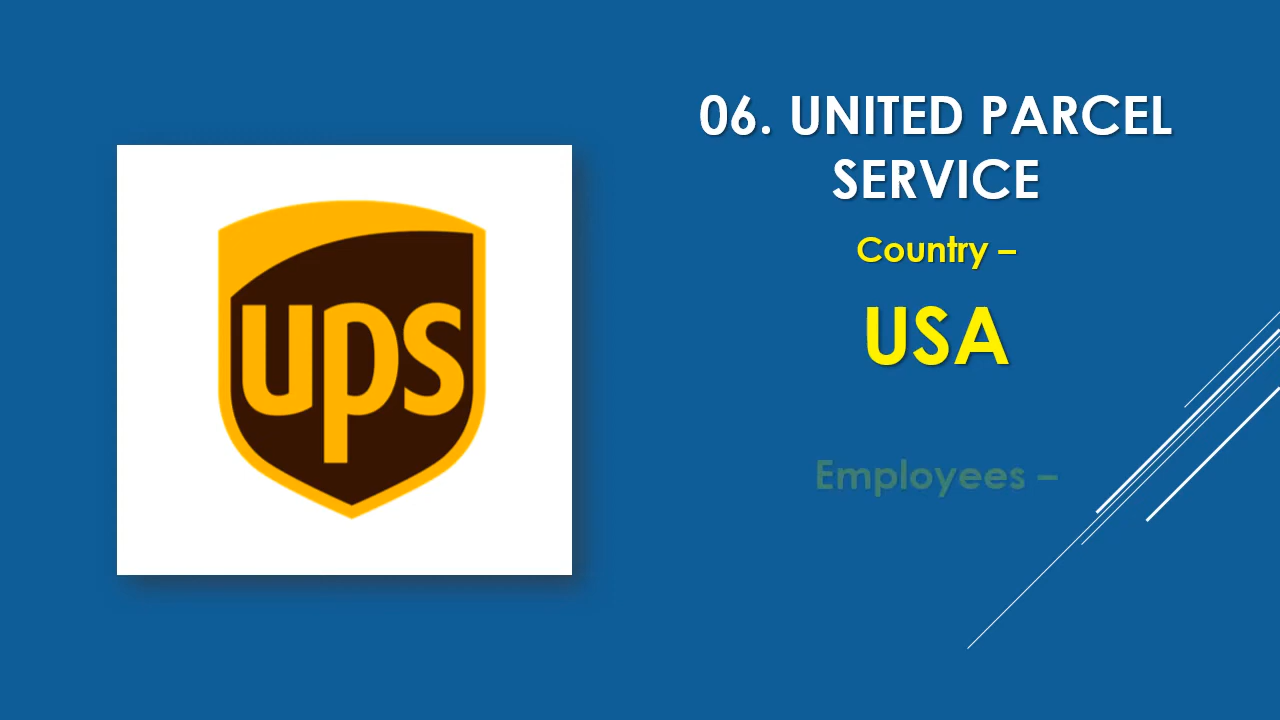 ups
06. UNITED PARCEL
SERVICE
Country –
USA
Employees –